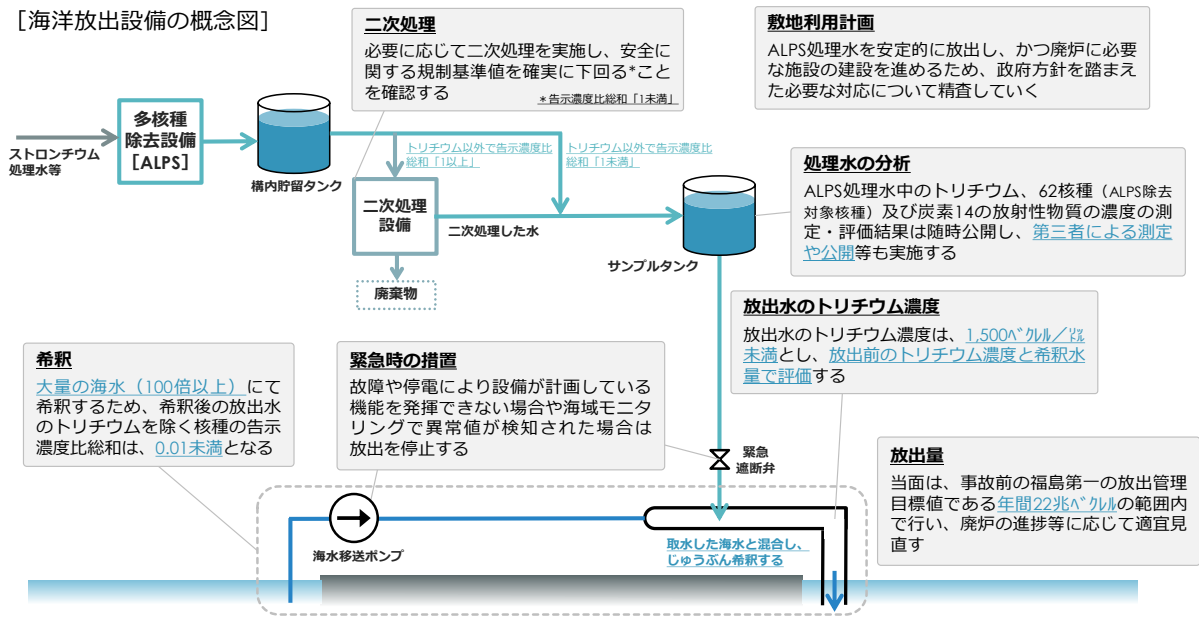 ［海洋放出設備の概念図］
二次処理
必要に応じて二次処理を実施し、安全に
関する規制基準値を確実に下回る*こと
を確認する
＊告示濃度比総和「1未満」
敷地利用計画
ALPS処理水を安定的に放出し、かつ廃炉に必要
な施設の建設を進めるため、政府方針を踏まえ
た必要な対応について精査していく
ストロンチウム
処理水等
多核種
除去設備
［ALPS］
構内貯留タンク
トリチウム以外で告示濃度比
総和「1以上」
トリチウム以外で告示濃度比
総和「1未満」
二次処理
設備
二次処理した水
廃棄物
サンプルタンク
処理水の分析
ALPS処理水中のトリチウム、62核種（ALPS除去
対象核種）及び炭素14の放射性物質の濃度の測
定・評価結果は随時公開し、第三者による測定
や公開等も実施する
放出水のトリチウム濃度
放出水のトリチウム濃度は、1,500ﾍﾞｸﾚﾙ／㍑
未満とし、放出前のトリチウム濃度と希釈水
量で評価する
希釈
大量の海水（100倍以上）にて
希釈するため、希釈後の放出水
のトリチウムを除く核種の告示
濃度比総和は、0.01未満となる
緊急時の措置
故障や停電により設備が計画している
機能を発揮できない場合や海域モニタ
リングで異常値が検知された場合は
放出を停止する
緊急
遮断弁
放出量
当面は、事故前の福島第一の放出管理
目標値である年間22兆ﾍﾞｸﾚﾙの範囲内
で行い、廃炉の進捗等に応じて適宜見
直す
海水移送ポンプ
取水した海水と混合し、
じゅうぶん希釈する